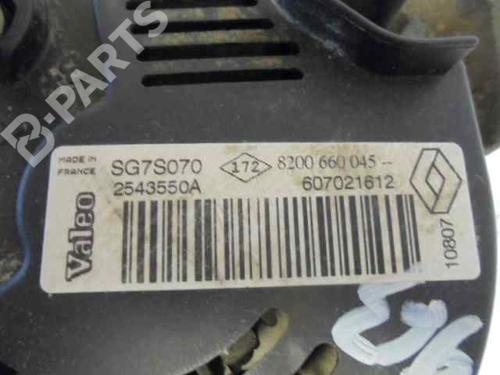 MADE IN
FRANCE
SG7S070
172
8200 660 045 --
2543550A
607021612
Valeo
10807
B-PARTS